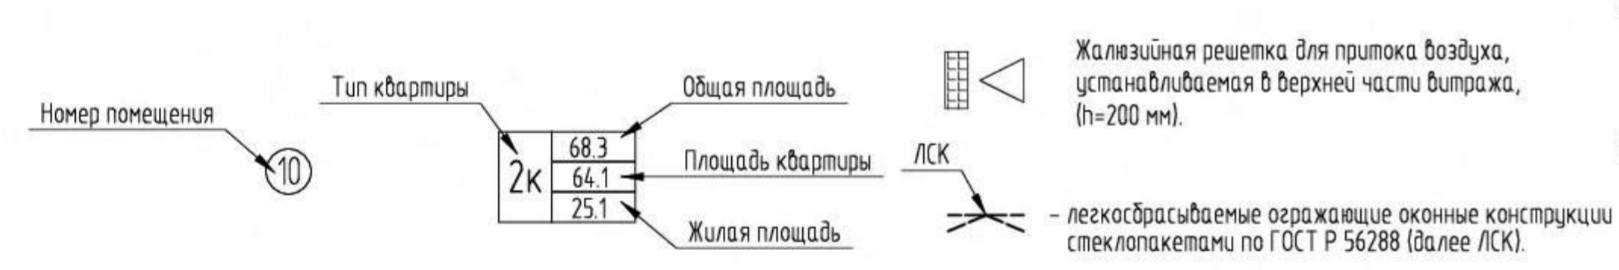 Номер помещения
10
Тип квартиры
2к
68.3
64.1
25.1
Общая площадь
Площадь квартиры
Жилая площадь
Жалюзийная решетка для притока воздуха,
устанавливаемая в верхней части витража,
(h=200 мм).
ЛСК
- легкосбрасываемые огражающие оконные конструкции
стеклопакетами по ГОСТ Р 56288 (далее ЛСК).